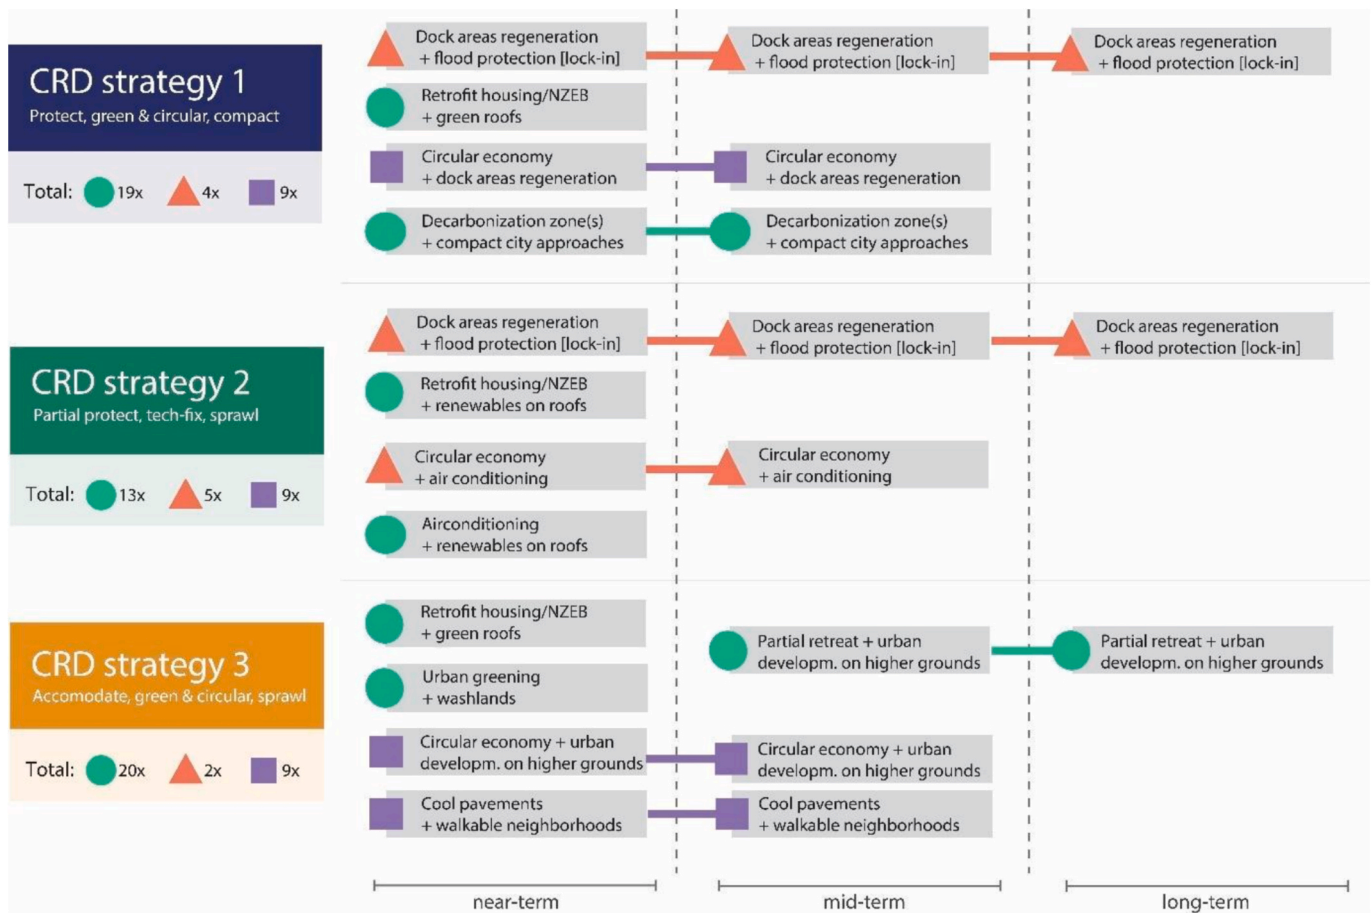 CRD strategy 1
Protect, green & circular, compact
Total: 19x 4x 9x
Dock areas regeneration
+ flood protection [lock-in]
Dock areas regeneration
+ flood protection [lock-in]
Dock areas regeneration
+ flood protection [lock-in]
Retrofit housing/NZEB
+ green roofs
Circular economy
+ dock areas regeneration
Circular economy
+ dock areas regeneration
Decarbonization zone(s)
+ compact city approaches
Decarbonization zone(s)
+ compact city approaches
CRD strategy 2
Partial protect, tech-fix, sprawl
Total: 13x 5x 9x
Dock areas regeneration
+ flood protection [lock-in]
Dock areas regeneration
+ flood protection [lock-in]
Dock areas regeneration
+ flood protection [lock-in]
Retrofit housing/NZEB
+ renewables on roofs
Circular economy
+ air conditioning
Circular economy
+ air conditioning
Airconditioning
+ renewables on roofs
CRD strategy 3
Accomodate, green & circular, sprawl
Total: 20x 2x 9x
Retrofit housing/NZEB
+ green roofs
Partial retreat + urban
developm. on higher grounds
Partial retreat + urban
developm. on higher grounds
Urban greening
+ washlands
Circular economy + urban
developm. on higher grounds
Circular economy + urban
developm. on higher grounds
Cool pavements
+ walkable neighborhoods
Cool pavements
+ walkable neighborhoods
near-term
mid-term
long-term